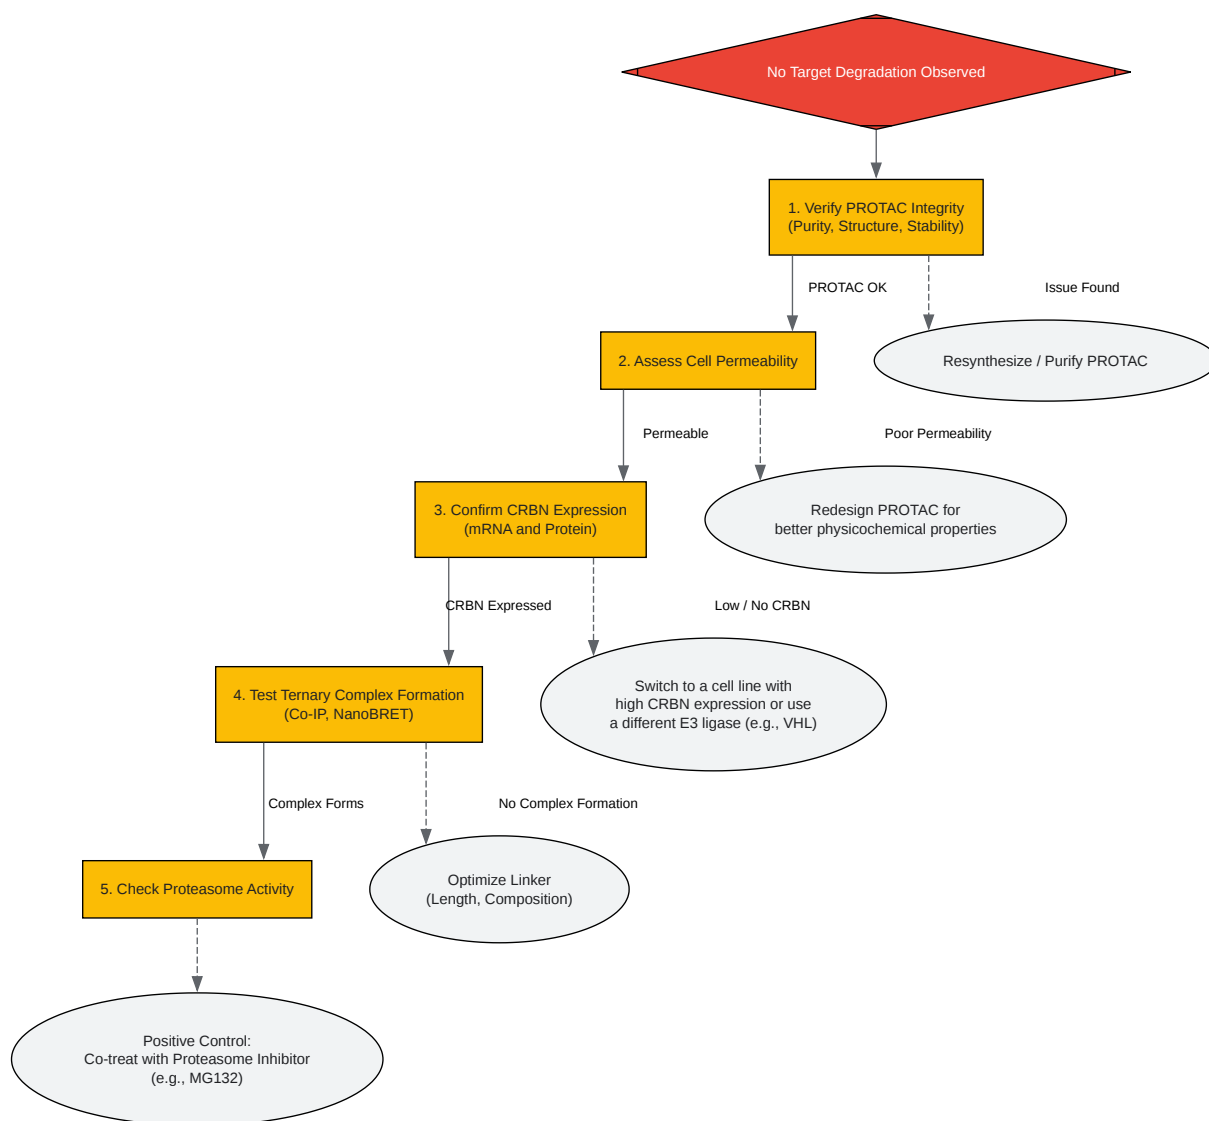 No Target Degradation Observed
1. Verify PROTAC Integrity
(Purity, Structure, Stability)
PROTAC OK
Issue Found
2. Assess Cell Permeability
Resynthesize / Purify PROTAC
Permeable
Poor Permeability
3. Confirm CRBN Expression
(mRNA and Protein)
Redesign PROTAC for
better physicochemical properties
CRBN Expressed
Low / No CRBN
4. Test Ternary Complex Formation
(Co-IP, NanoBRET)
Switch to a cell line with
high CRBN expression or use
a different E3 ligase (e.g., VHL)
Complex Forms
No Complex Formation
5. Check Proteasome Activity
Optimize Linker
(Length, Composition)
Positive Control:
Co-treat with Proteasome Inhibitor
(e.g., MG132)